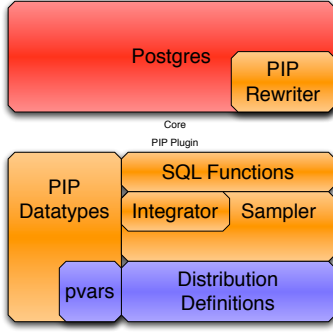 Postgres
PIP
Rewriter
Core
PIP Plugin
PIP
Datatypes
SQL Functions
Integrator
Sampler
pvars
Distribution
Definitions